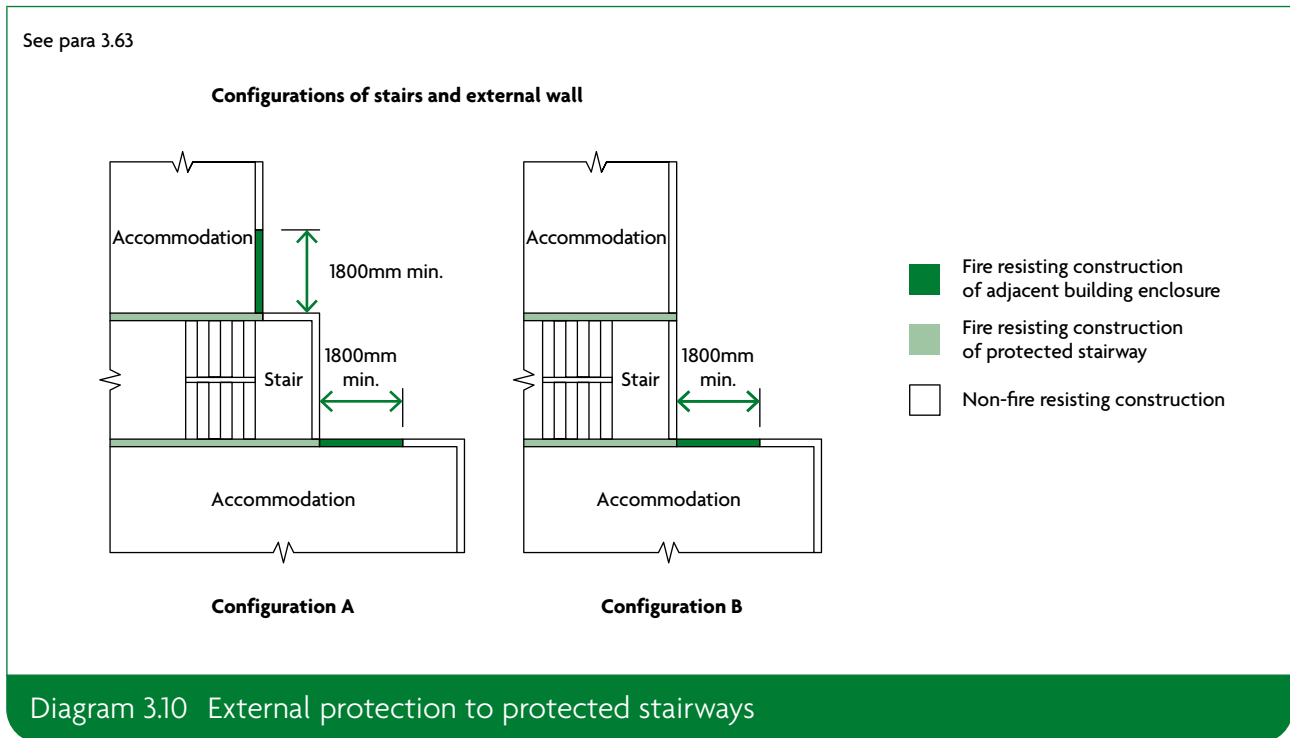 See para 3.63
Configurations of stairs and external wall
Accommodation
1800mm min.
1800mm
min.
Stair
Accommodation
Configuration A
Accommodation
1800mm
min.
Stair
Accommodation
Configuration B
Fire resisting construction
of adjacent building enclosure
Fire resisting construction
of protected stairway
Non-fire resisting construction
Diagram 3.10 External protection to protected stairways